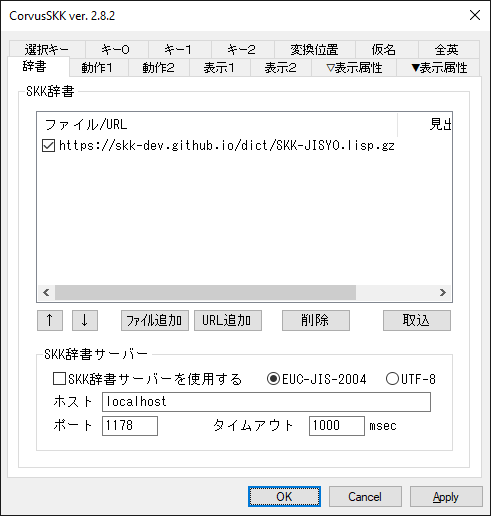 CorvusSKK ver. 2.8.2
選択キー キー0 キー1 キー2 変換位置 仮名 全英
辞書 動作1 動作2 表示1 表示2 ▽表示属性 ▼表示属性
SKK辞書
ファイル/URL 見出
https://skk-dev.github.io/dict/SKK-JISYO.lisp.gz
↑ ↓ ファイル追加 URL追加 削除 取込
SKK辞書サーバー
SKK辞書サーバーを使用する EUC-JIS-2004 UTF-8
ホスト localhost
ポート 1178 タイムアウト 1000 msec
OK Cancel Apply